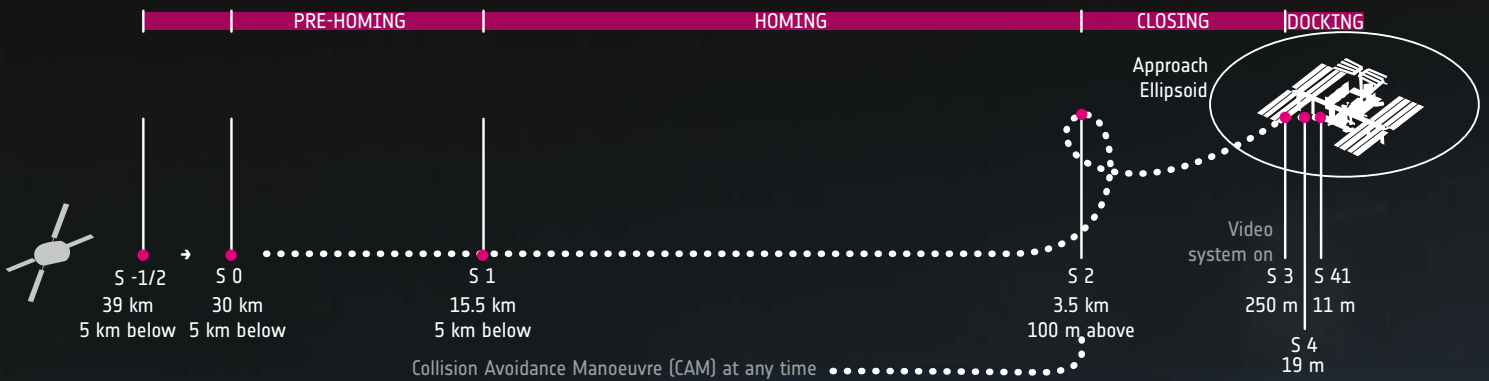 PRE-HOMING
HOMING
CLOSING
DOCKING
Approach
Ellipsoid
Video
system on
S -1/2
39 km
5 km below
S 0
30 km
5 km below
S 1
15.5 km
5 km below
S 2
3.5 km
100 m above
S 3
250 m
S 41
11 m
S 4
19 m
Collision Avoidance Manoeuvre (CAM) at any time